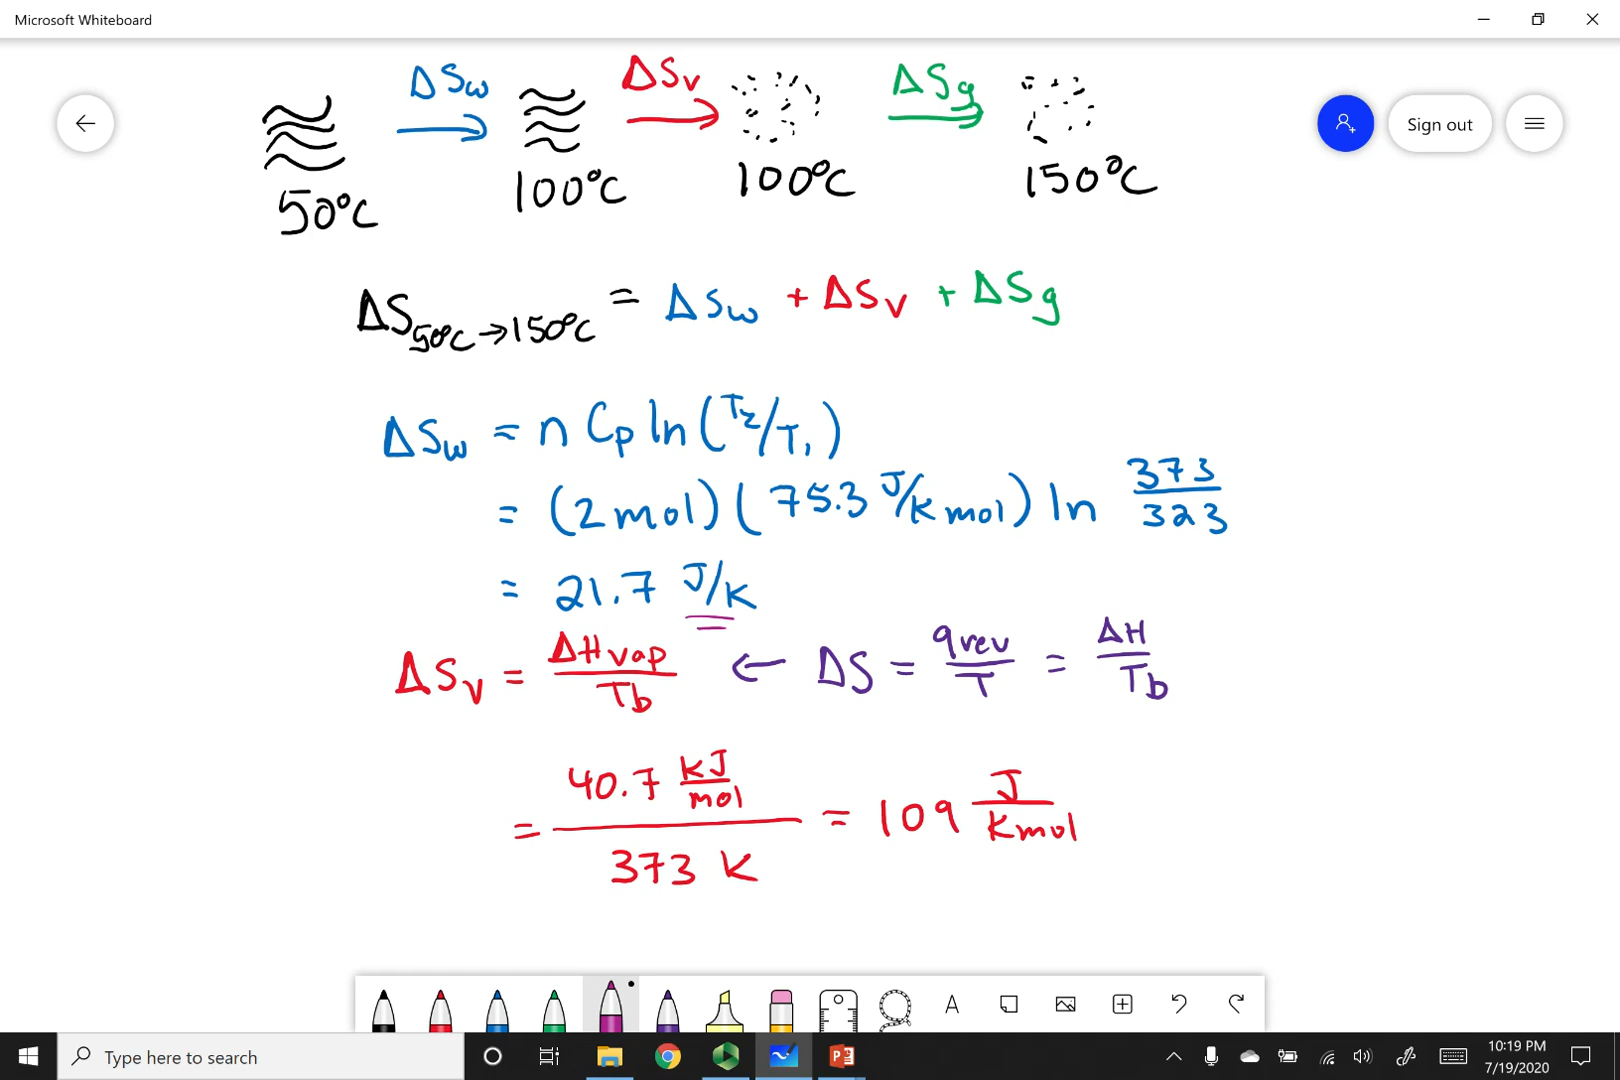 Microsoft Whiteboard
Sign out
ΔSw ΔSv ΔSg
50°C 100°C 100°C 150°C
ΔS50°C→150°C = ΔSw + ΔSv + ΔSg
ΔSw = n Cp ln (T2/T1)
= (2 mol) (75.3 J/K mol) ln 373/323
= 21.7 J/K
ΔSv = ΔHvap/Tb ← ΔS = qrev/T = ΔH/Tb
= 40.7 kJ/mol / 373 K = 109 J/K mol
A
Type here to search
10:19 PM
7/19/2020